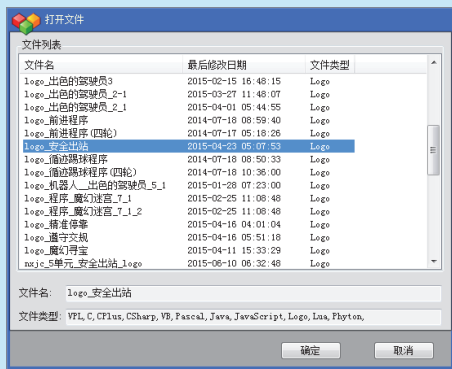 打开文件
文件列表
文件名 最后修改日期 文件类型
logo_出色的驾驶员3 2015-02-15 16:48:15 Logo
logo_出色的驾驶员_2-1 2015-03-27 11:48:07 Logo
logo_出色的驾驶员_2_1 2015-04-01 05:44:55 Logo
logo_前进程序 2014-07-18 08:59:40 Logo
logo_前进程序(四轮) 2014-07-17 05:18:26 Logo
logo_安全出站 2015-04-23 05:07:53 Logo
logo_循迹踢球程序 2014-07-18 08:50:33 Logo
logo_循迹踢球程序(四轮) 2014-07-18 10:36:00 Logo
logo_机器人__出色的驾驶员_5_1 2015-01-28 07:23:00 Logo
logo_程序_魔幻迷宫_7_1 2015-02-25 11:08:48 Logo
logo_程序_魔幻迷宫_7_1_2 2015-02-25 11:08:48 Logo
logo_精准停靠 2015-04-16 04:01:04 Logo
logo_遵守交规 2015-04-16 05:51:18 Logo
logo_魔幻寻宝 2015-04-11 15:33:29 Logo
nxjc_5单元_安全出站_logo 2015-06-10 06:32:48 Logo
文件名: logo_安全出站
文件类型: VPL, C, CPlus, CSharp, VB, Pascal, Java, JavaScript, Logo, Lua, Phyton,
确定 取消